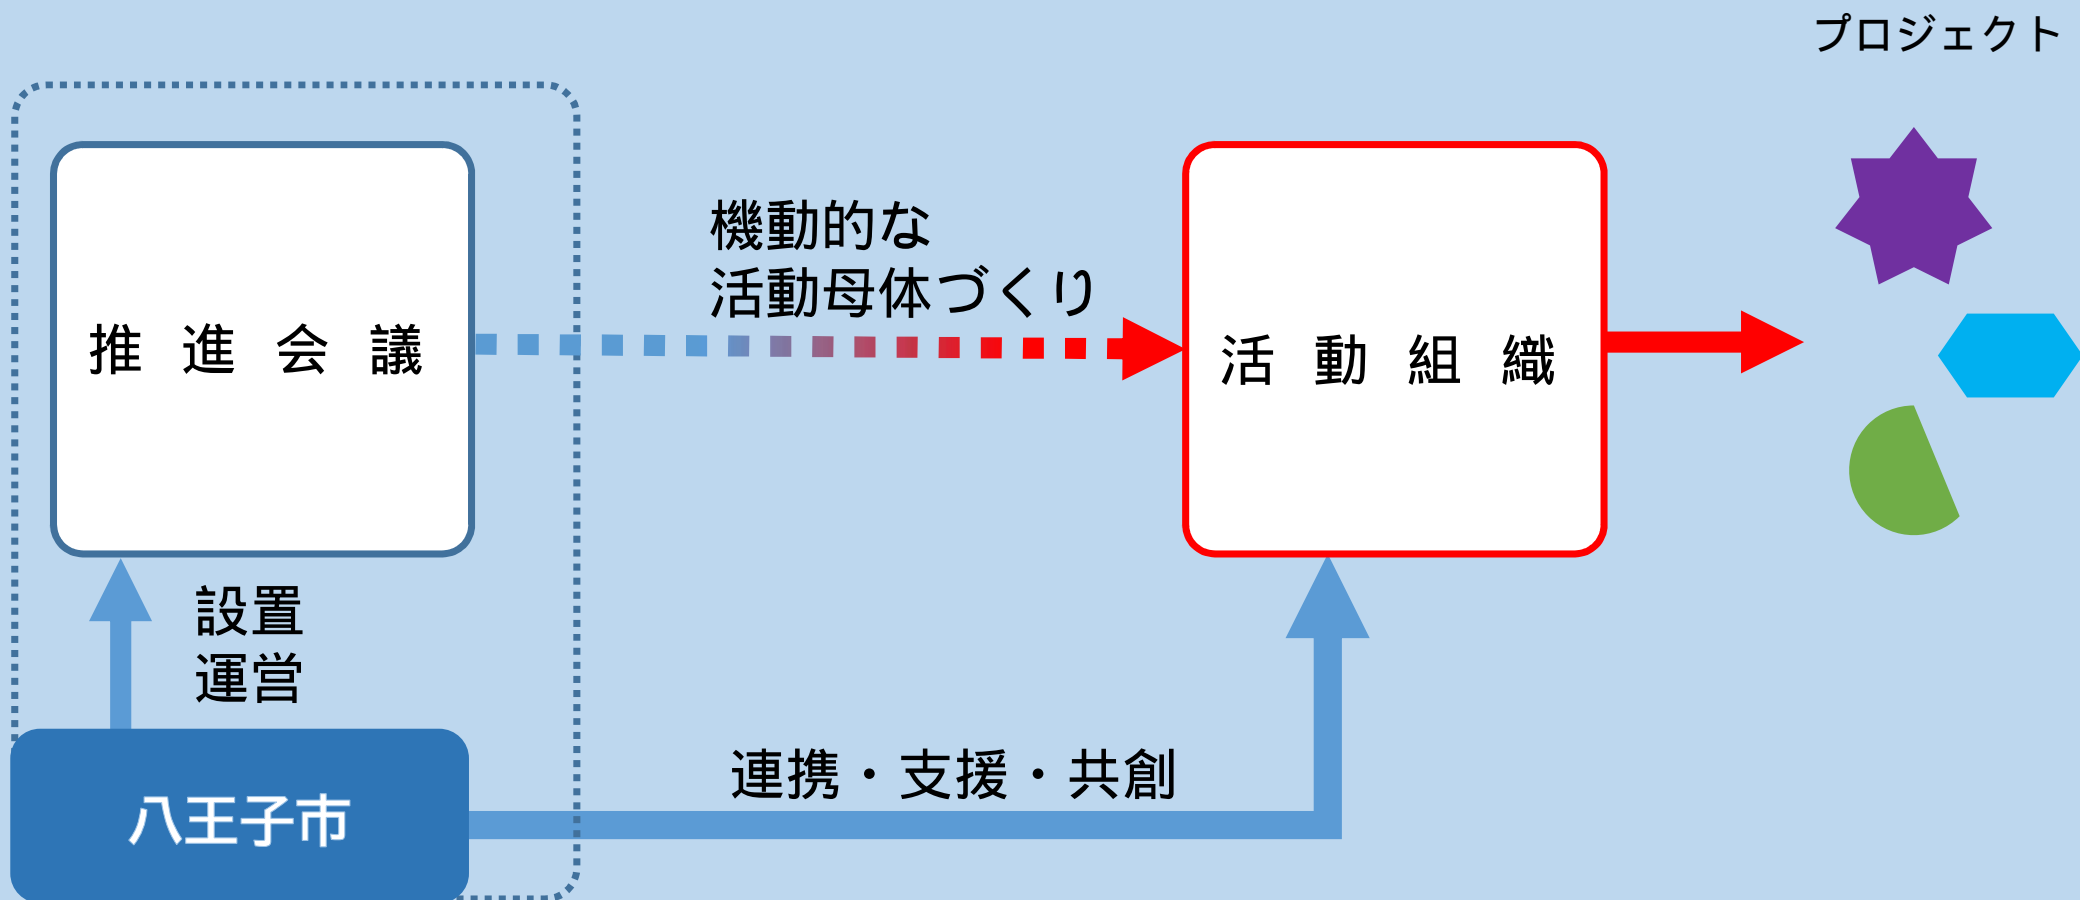 プロジェクト
機動的な
活動母体づくり
推進会議
活動組織
設置
運営
連携・支援・共創
八王子市